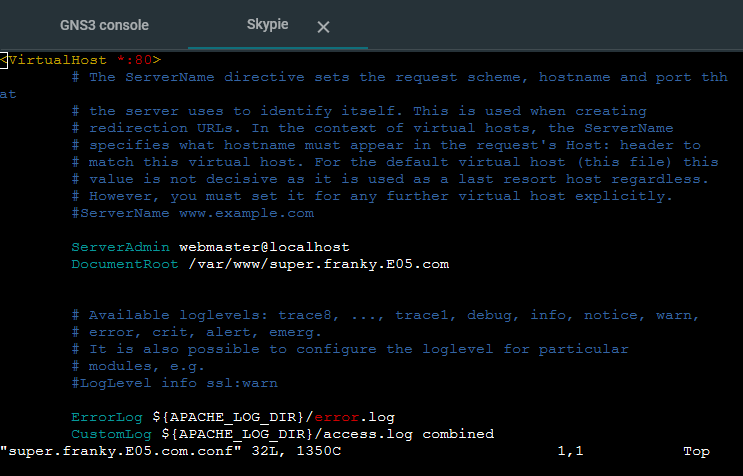 GNS3 console
Skypie
<VirtualHost *:80>
# The ServerName directive sets the request scheme, hostname and port thh
at
# the server uses to identify itself. This is used when creating
# redirection URLs. In the context of virtual hosts, the ServerName
# specifies what hostname must appear in the request's Host: header to
# match this virtual host. For the default virtual host (this file) this
# value is not decisive as it is used as a last resort host regardless.
# However, you must set it for any further virtual host explicitly.
#ServerName www.example.com
ServerAdmin webmaster@localhost
DocumentRoot /var/www/super.franky.E05.com
# Available loglevels: trace8, ..., trace1, debug, info, notice, warn,
# error, crit, alert, emerg.
# It is also possible to configure the loglevel for particular
# modules, e.g.
#LogLevel info ssl:warn
ErrorLog ${APACHE_LOG_DIR}/error.log
CustomLog ${APACHE_LOG_DIR}/access.log combined
"super.franky.E05.com.conf" 32L, 1350C 1,1 Top